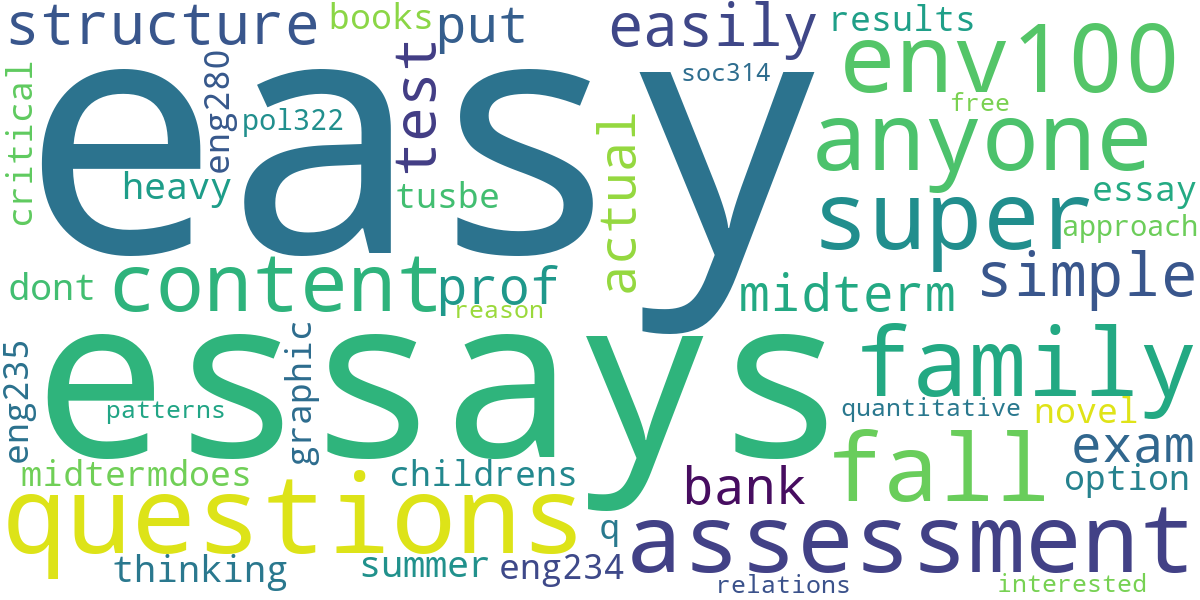 structure
books
put
easily
results
easy
env100
critical
eng280
pol322
test
soc314
free
actual
anyone
heavy
tusbe
super
essay
approach
dont
content
prof
reason
midterm
simple
essays
family
eng235
patterns
graphic
quantitative
novel
exam
midtermdoes
childrens
fall
option
bank
questions
q
assessment
thinking
summer
eng234
relations
interested